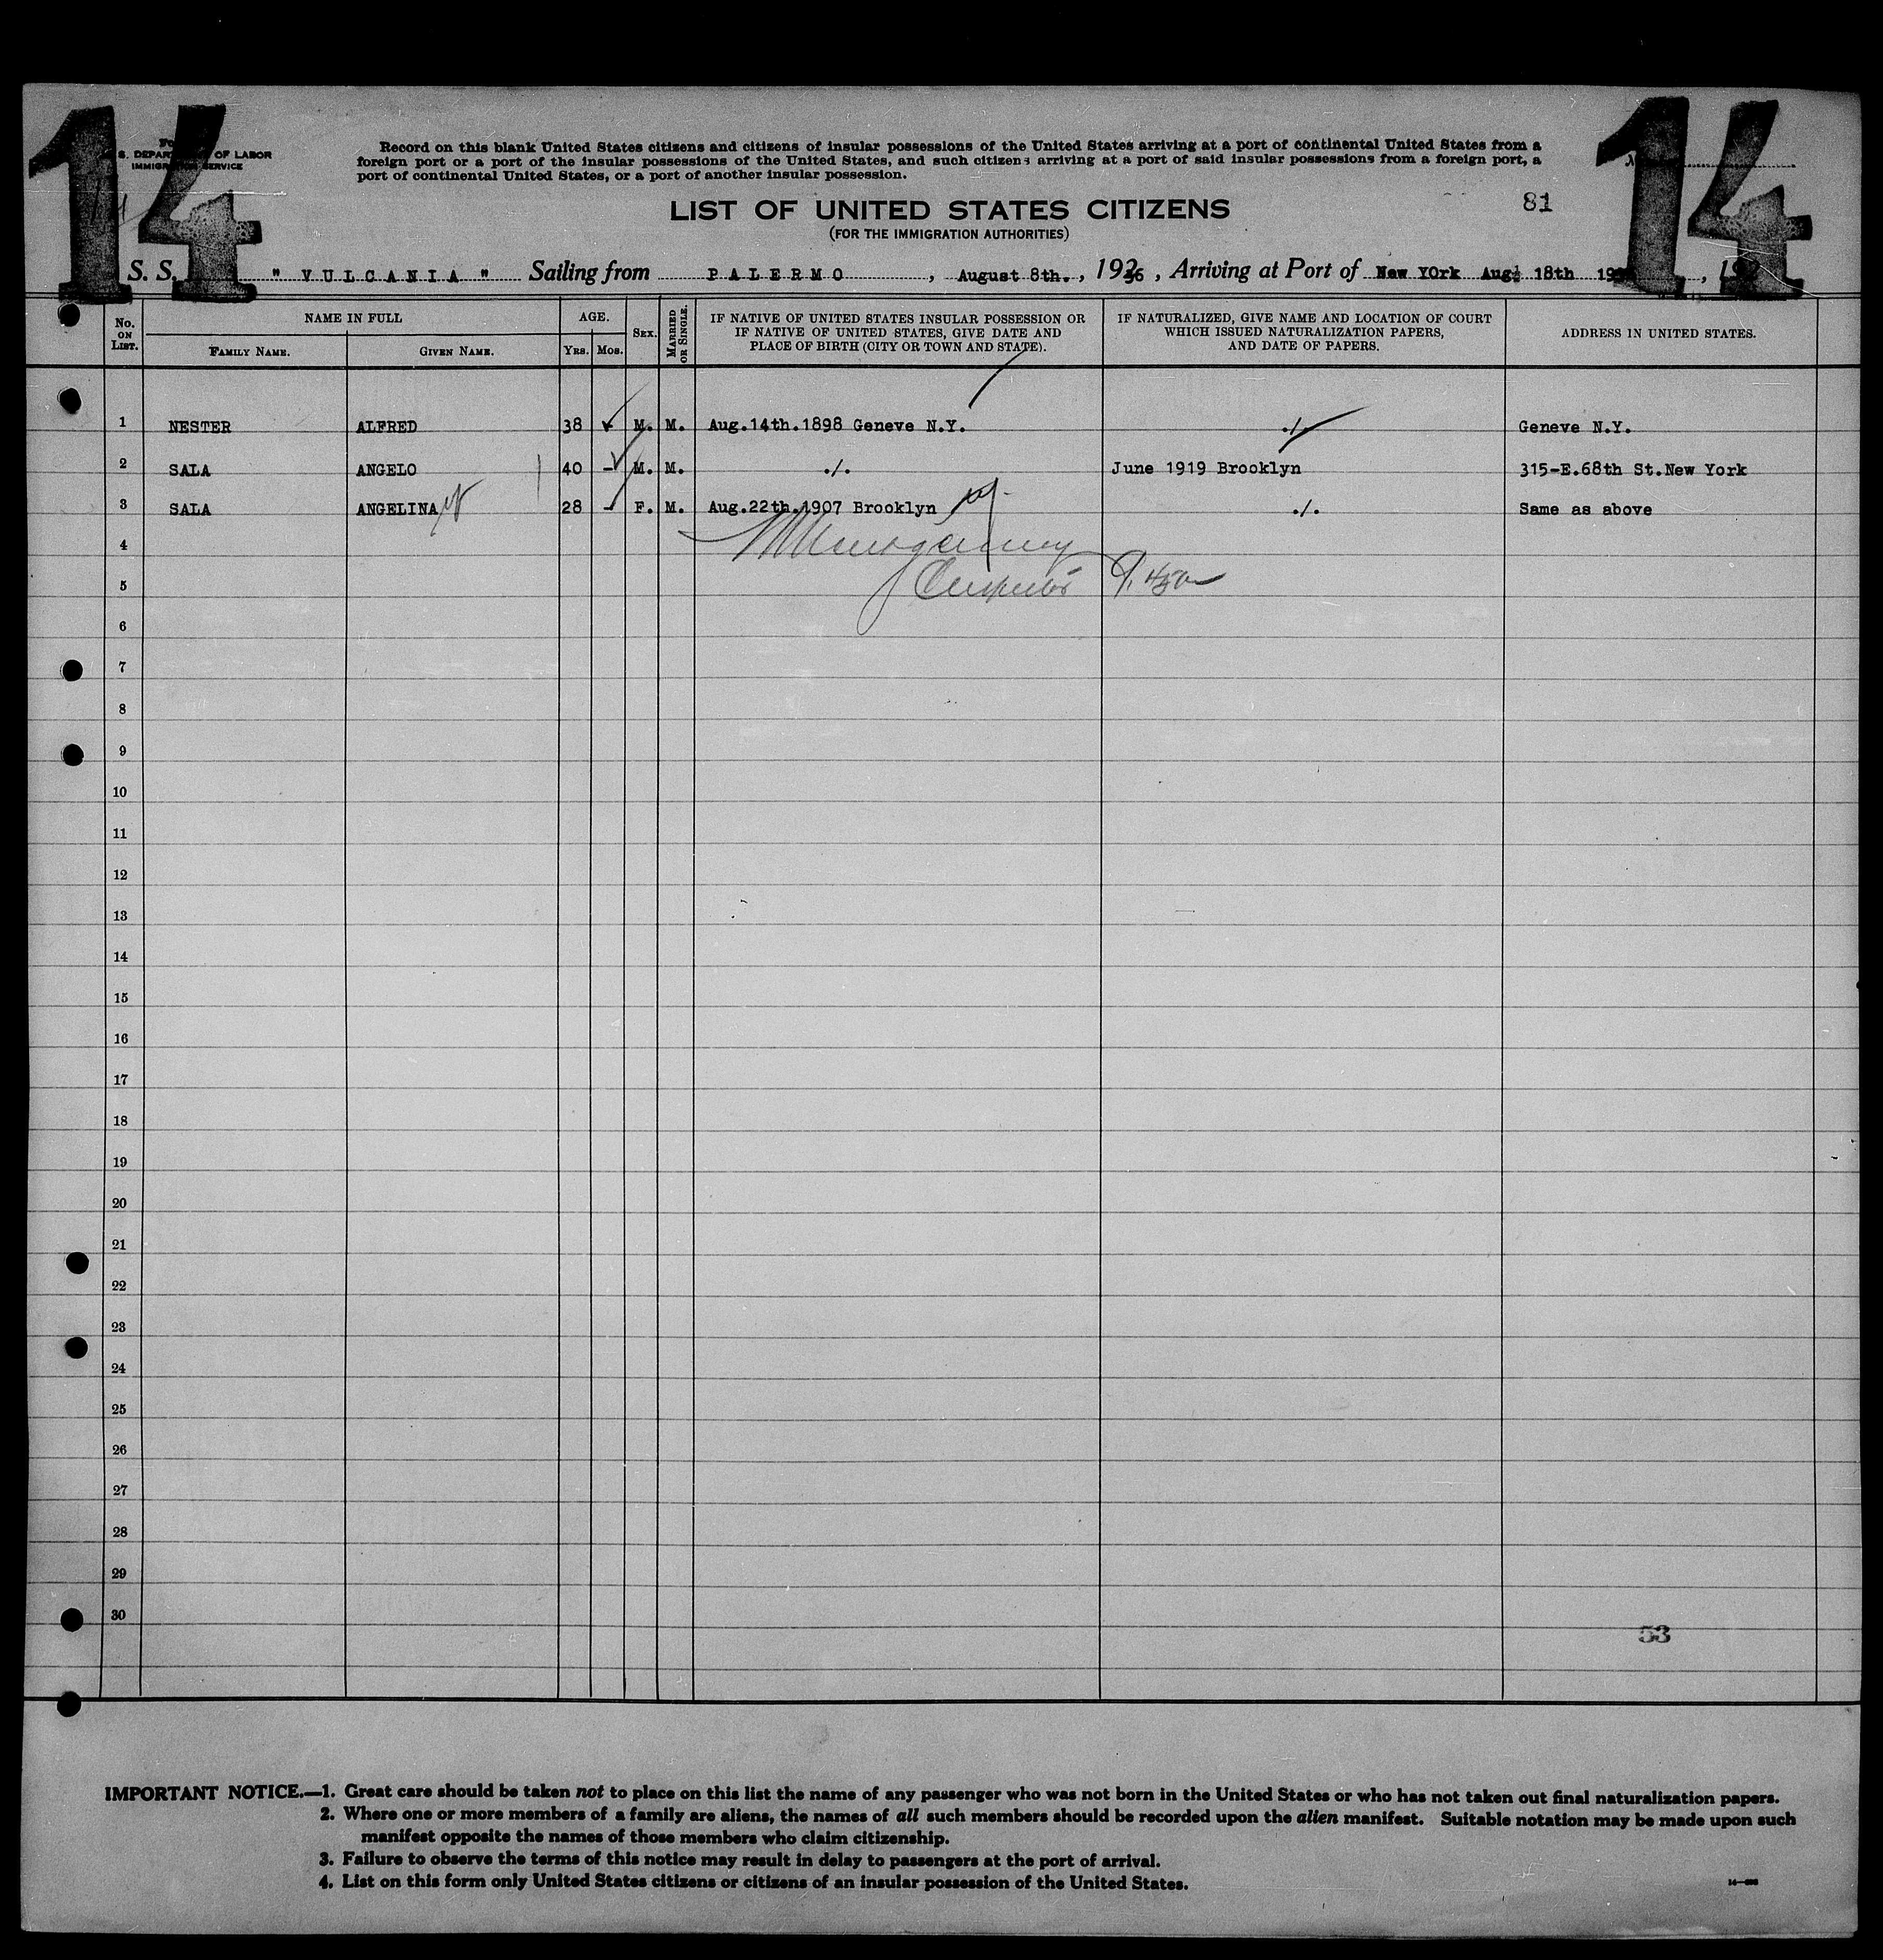 14
14
S. DEPAR OF LABOR
IMMIGR SERVICE
Record on this blank United States citizens and citizens of insular possessions of the United States arriving at a port of continental United States from a
foreign port or a port of the insular possessions of the United States, and such citizens arriving at a port of said insular possessions from a foreign port, a
port of continental United States, or a port of another insular possession.
LIST OF UNITED STATES CITIZENS
81
(FOR THE IMMIGRATION AUTHORITIES)
S. S. " VULCANIA " Sailing from PALERMO , August 8th. , 1936 , Arriving at Port of New YOrk Aug. 18th 19 , 192
No. ON LIST.
NAME IN FULL
FAMILY NAME.
GIVEN NAME.
AGE.
YRS. MOS.
SEX.
MARRIED OR SINGLE.
IF NATIVE OF UNITED STATES INSULAR POSSESSION OR
IF NATIVE OF UNITED STATES, GIVE DATE AND
PLACE OF BIRTH (CITY OR TOWN AND STATE).
IF NATURALIZED, GIVE NAME AND LOCATION OF COURT
WHICH ISSUED NATURALIZATION PAPERS,
AND DATE OF PAPERS.
ADDRESS IN UNITED STATES.
1 NESTER ALFRED 38 M. M. Aug.14th.1898 Geneve N.Y. ./. Geneve N.Y.
2 SALA ANGELO 40 - M. M. ./. June 1919 Brooklyn 315-E.68th St.New York
3 SALA ANGELINA 28 - F. M. Aug.22th.1907 Brooklyn ./. Same as above
4
5
6
7
8
9
10
11
12
13
14
15
16
17
18
19
20
21
22
23
24
25
26
27
28
29
30
53
IMPORTANT NOTICE.—1. Great care should be taken not to place on this list the name of any passenger who was not born in the United States or who has not taken out final naturalization papers.
2. Where one or more members of a family are aliens, the names of all such members should be recorded upon the alien manifest. Suitable notation may be made upon such
manifest opposite the names of those members who claim citizenship.
3. Failure to observe the terms of this notice may result in delay to passengers at the port of arrival.
4. List on this form only United States citizens or citizens of an insular possession of the United States.